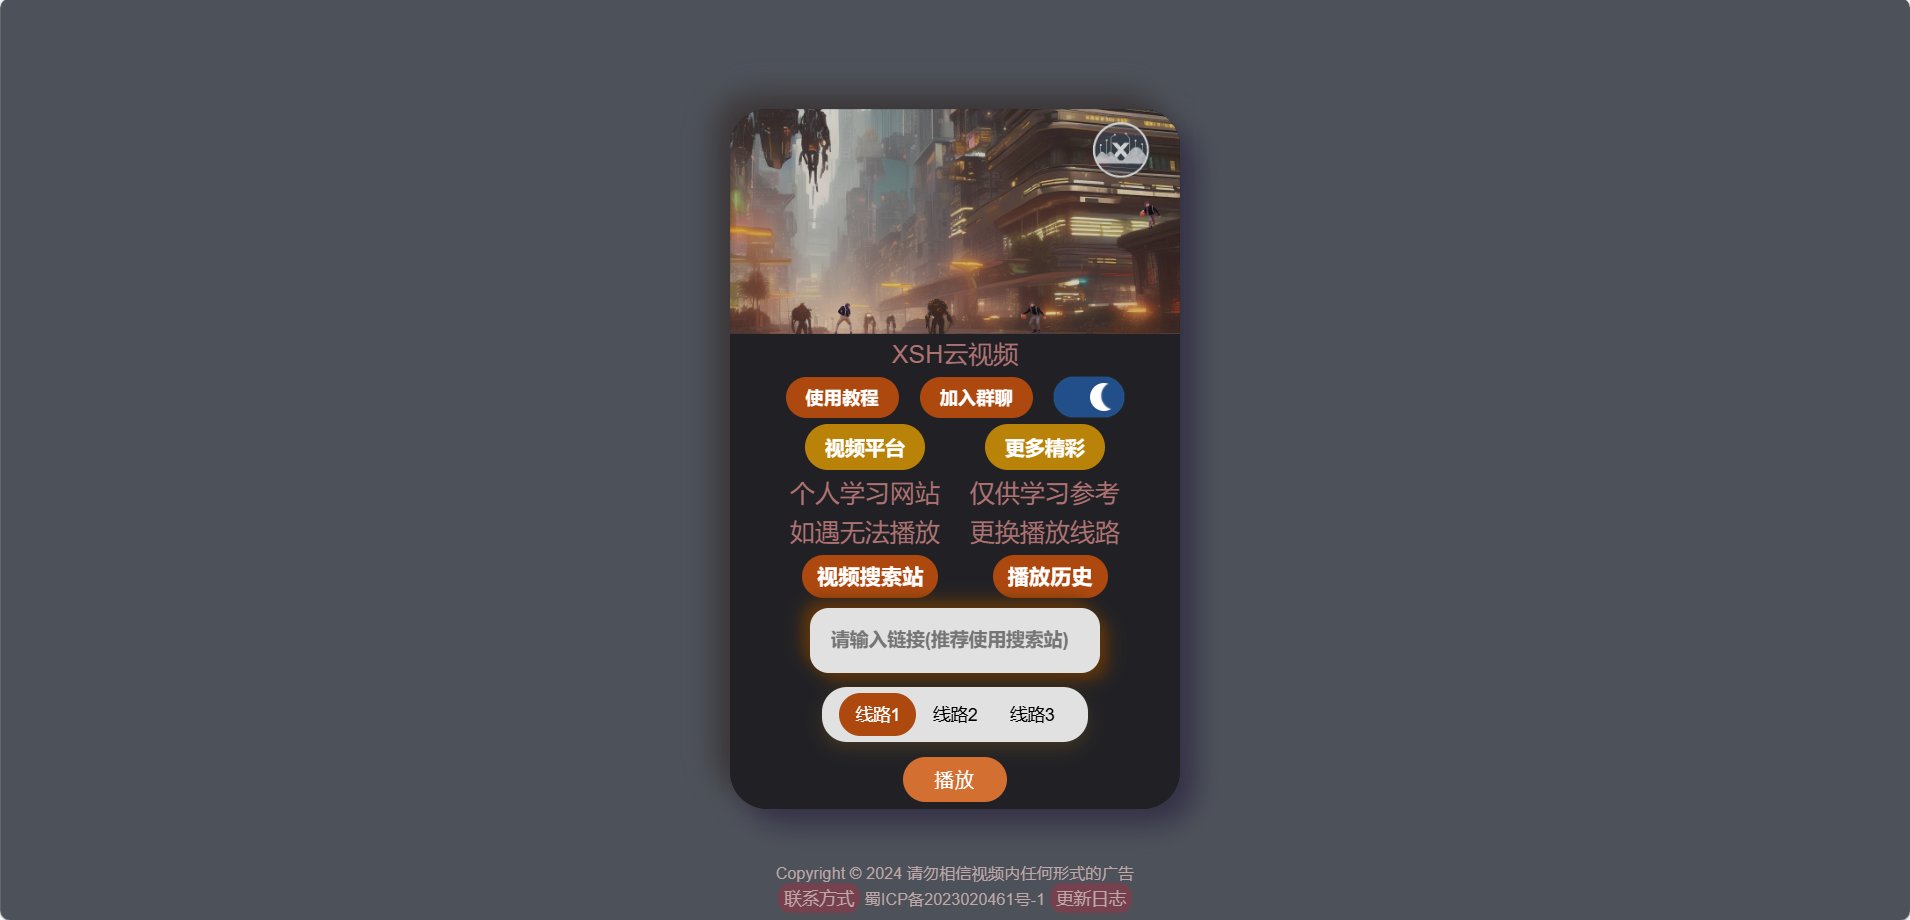 XSH云视频
使用教程 加入群聊
视频平台 更多精彩
个人学习网站 仅供学习参考
如遇无法播放 更换播放线路
视频搜索站 播放历史
请输入链接(推荐使用搜索站)
线路1 线路2 线路3
播放
Copyright © 2024 请勿相信视频内任何形式的广告
联系方式 蜀ICP备2023020461号-1 更新日志